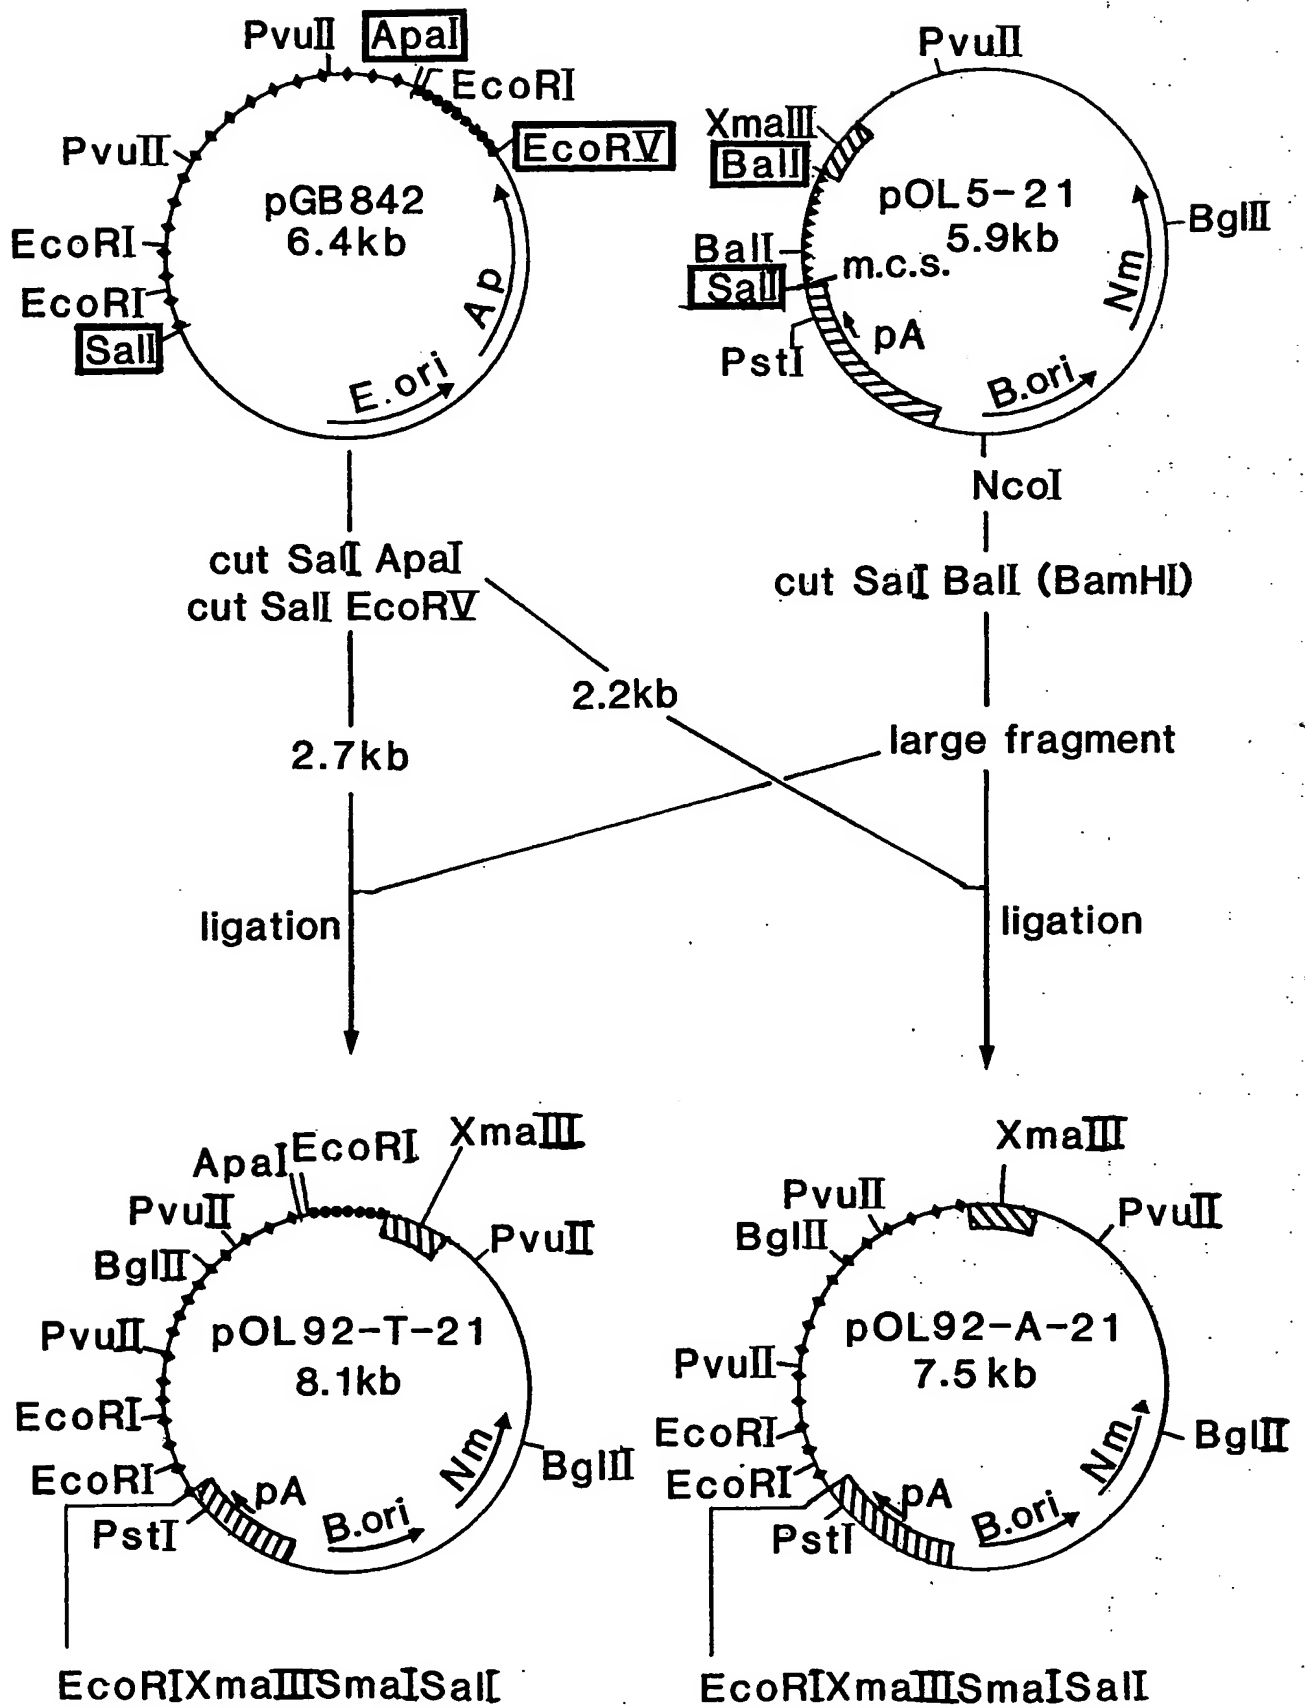 PvuII
ApaI
EcoRI
EcoRV
PvuII
pGB842
6.4kb
EcoRI
EcoRI
SalI
Ap
E.ori
PvuII
XmaIII
BalI
pOL5-21
5.9kb
BglII
BalI
m.c.s.
SalI
Nm
pA
PstI
B.ori
NcoI
cut SalI ApaI
cut SalI EcoRV
cut SalI BalI (BamHI)
2.2kb
2.7kb
large fragment
ligation
ligation
XmaIII
ApaI EcoRI
PvuII
BglII
PvuII
PvuII
pOL92-T-21
8.1kb
EcoRI
EcoRI
Nm
BglII
pA
PstI
B.ori
EcoRIXmaIIISmaISalI
XmaIII
PvuII
PvuII
BglII
pOL92-A-21
7.5kb
PvuII
EcoRI
EcoRI
Nm
BglII
pA
PstI
B.ori
EcoRIXmaIIISmaISalI